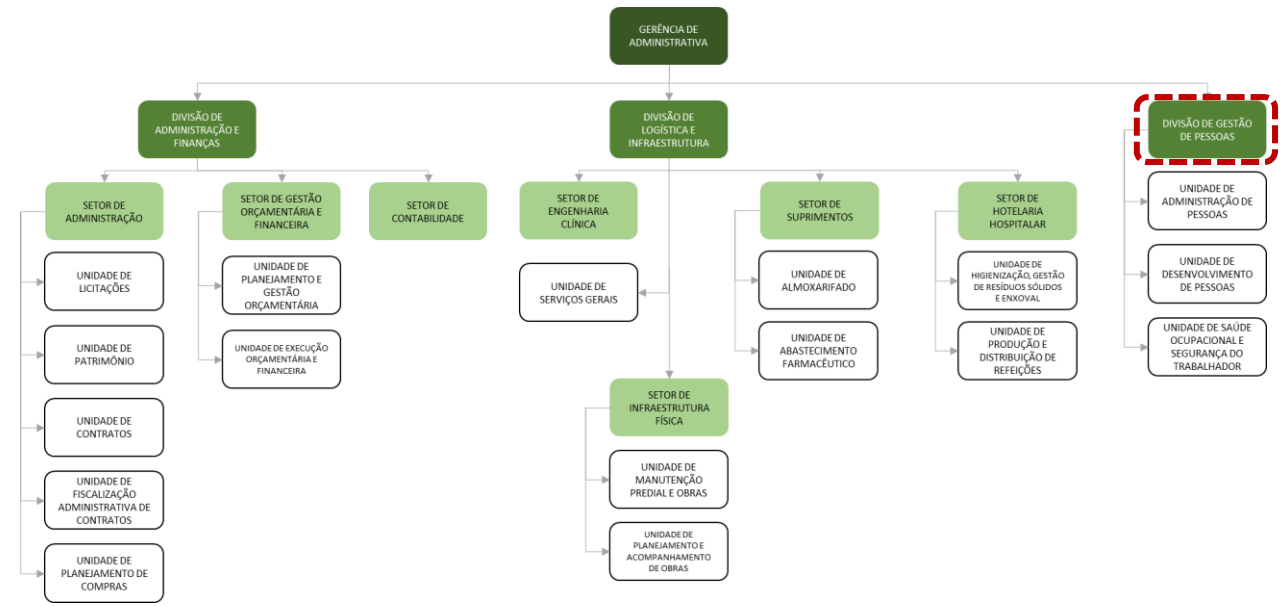 GERÊNCIA DE
ADMINISTRATIVA
DIVISÃO DE
ADMINISTRAÇÃO E
FINANÇAS
DIVISÃO DE
LOGÍSTICA E
INFRAESTRUTURA
DIVISÃO DE GESTÃO
DE PESSOAS
SETOR DE
ADMINISTRAÇÃO
SETOR DE GESTÃO
ORÇAMENTÁRIA E
FINANCEIRA
SETOR DE
CONTABILIDADE
SETOR DE
ENGENHARIA
CLÍNICA
SETOR DE
SUPRIMENTOS
SETOR DE
HOTELARIA
HOSPITALAR
UNIDADE DE
ADMINISTRAÇÃO DE
PESSOAS
UNIDADE DE
LICITAÇÕES
UNIDADE DE
PLANEJAMENTO E
GESTÃO
ORÇAMENTÁRIA
UNIDADE DE
SERVIÇOS GERAIS
UNIDADE DE
ALMOXARIFADO
UNIDADE DE
HIGIENIZAÇÃO, GESTÃO
DE RESÍDUOS SÓLIDOS
E ENXOVAL
UNIDADE DE
DESENVOLVIMENTO
DE PESSOAS
UNIDADE DE
PATRIMÔNIO
UNIDADE DE EXECUÇÃO
ORÇAMENTÁRIA E
FINANCEIRA
UNIDADE DE
ABASTECIMENTO
FARMACÊUTICO
UNIDADE DE
PRODUÇÃO E
DISTRIBUIÇÃO DE
REFEIÇÕES
UNIDADE DE SAÚDE
OCUPACIONAL E
SEGURANÇA DO
TRABALHADOR
UNIDADE DE
CONTRATOS
SETOR DE
INFRAESTRUTURA
FÍSICA
UNIDADE DE
FISCALIZAÇÃO
ADMINISTRATIVA DE
CONTRATOS
UNIDADE DE
MANUTENÇÃO
PREDIAL E OBRAS
UNIDADE DE
PLANEJAMENTO DE
COMPRAS
UNIDADE DE
PLANEJAMENTO E
ACOMPANHAMENTO
DE OBRAS